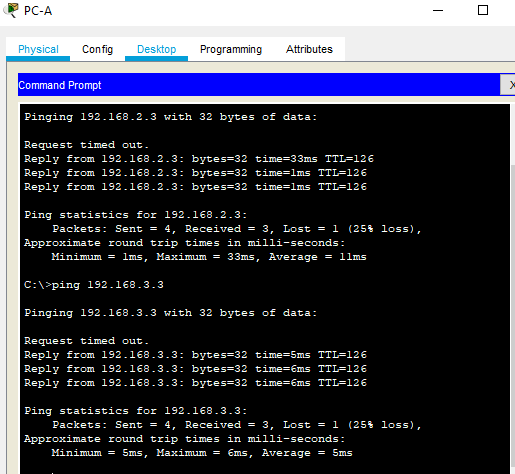 PC-A
Physical Config Desktop Programming Attributes
Command Prompt X
Pinging 192.168.2.3 with 32 bytes of data:
Request timed out.
Reply from 192.168.2.3: bytes=32 time=33ms TTL=126
Reply from 192.168.2.3: bytes=32 time=1ms TTL=126
Reply from 192.168.2.3: bytes=32 time=1ms TTL=126
Ping statistics for 192.168.2.3:
Packets: Sent = 4, Received = 3, Lost = 1 (25% loss),
Approximate round trip times in milli-seconds:
Minimum = 1ms, Maximum = 33ms, Average = 11ms
C:\>ping 192.168.3.3
Pinging 192.168.3.3 with 32 bytes of data:
Request timed out.
Reply from 192.168.3.3: bytes=32 time=5ms TTL=126
Reply from 192.168.3.3: bytes=32 time=6ms TTL=126
Reply from 192.168.3.3: bytes=32 time=6ms TTL=126
Ping statistics for 192.168.3.3:
Packets: Sent = 4, Received = 3, Lost = 1 (25% loss),
Approximate round trip times in milli-seconds:
Minimum = 5ms, Maximum = 6ms, Average = 5ms